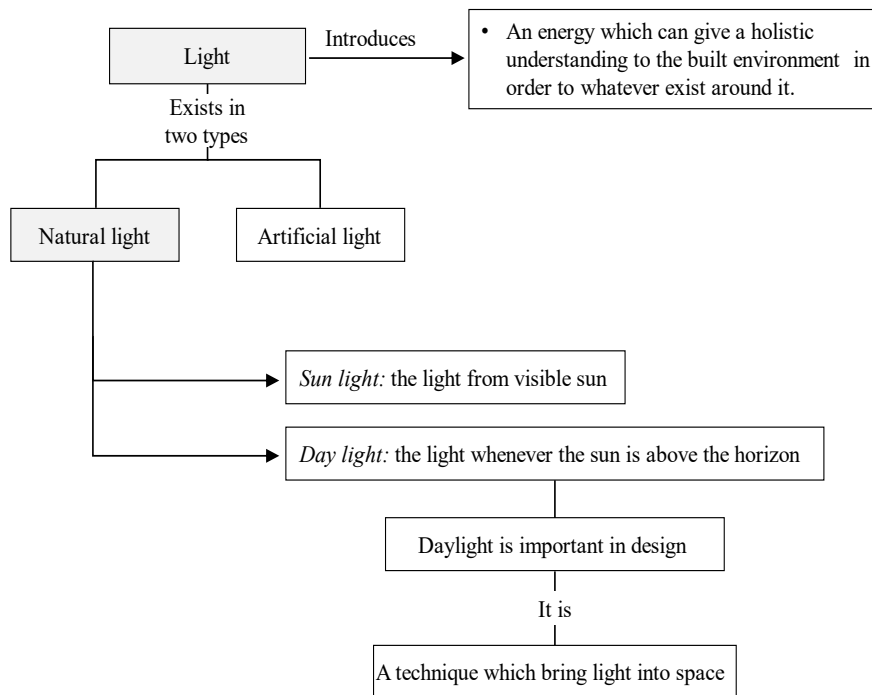 Light
Introduces
• An energy which can give a holistic
understanding to the built environment in
order to whatever exist around it.
Exists in
two types
Natural light
Artificial light
Sun light: the light from visible sun
Day light: the light whenever the sun is above the horizon
Daylight is important in design
It is
A technique which bring light into space